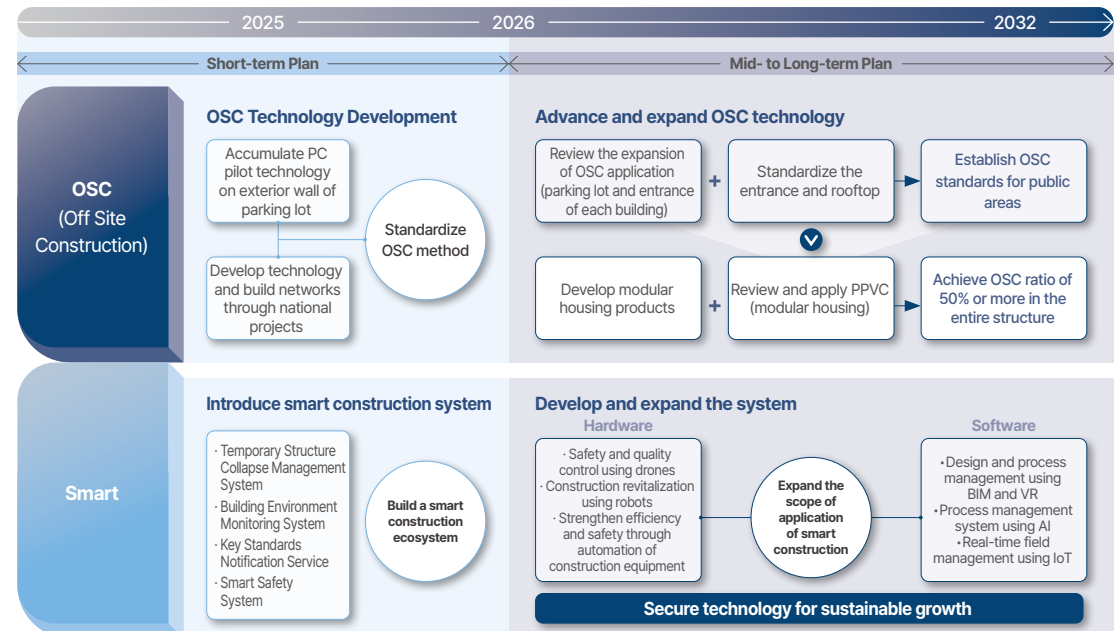 2025
2026
2032
Short-term Plan
Mid- to Long-term Plan
OSC
(Off Site
Construction)
OSC Technology Development
Accumulate PC
pilot technology
on exterior wall of
parking lot
Develop technology
and build networks
through national
projects
Standardize
OSC method
Advance and expand OSC technology
Review the expansion
of OSC application
(parking lot and entrance
of each building)
+
Standardize the
entrance and rooftop
Establish OSC
standards for public
areas
Develop modular
housing products
+
Review and apply PPVC
(modular housing)
Achieve OSC ratio of
50% or more in the
entire structure
Smart
Introduce smart construction system
· Temporary Structure
Collapse Management
System
· Building Environment
Monitoring System
· Key Standards
Notification Service
· Smart Safety
System
Build a smart
construction
ecosystem
Develop and expand the system
Hardware
· Safety and quality
control using drones
· Construction revitalization
using robots
· Strengthen efficiency
and safety through
automation of
construction equipment
Expand the
scope of
application
of smart
construction
Software
• Design and process
management using
BIM and VR
• Process management
system using AI
• Real-time field
management using IoT
Secure technology for sustainable growth